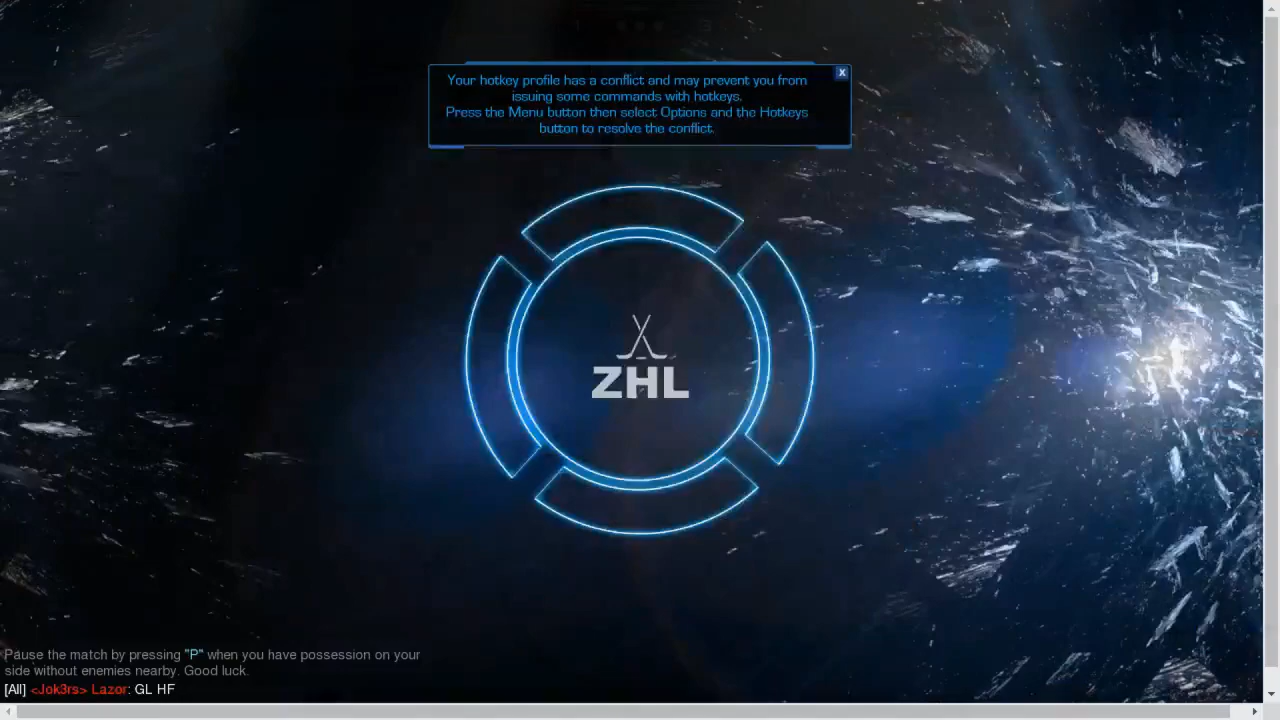 Your hotkey profile has a conflict and may prevent you from
issuing some commands with hotkeys.
Press the Menu button then select Options and the Hotkeys
button to resolve the conflict.
X
ZHL
Pause the match by pressing "P" when you have possession on your
side without enemies nearby. Good luck.
[All] <Jok3rs> Lazor: GL HF